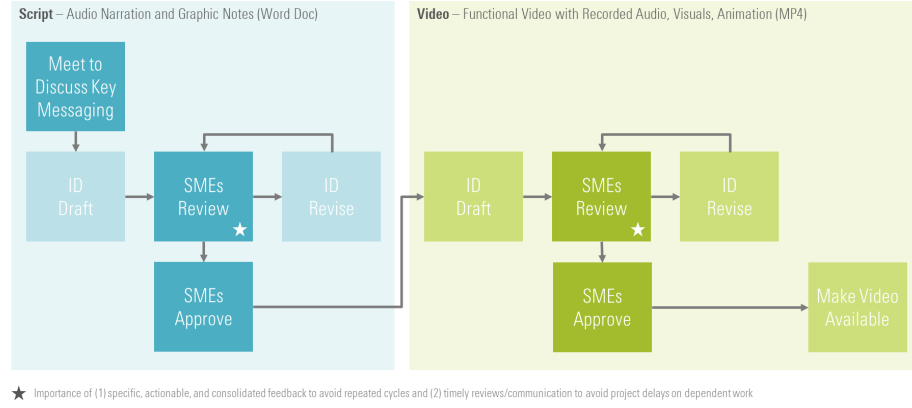 Script – Audio Narration and Graphic Notes (Word Doc)
Meet to
Discuss Key
Messaging
ID
Draft
SMEs
Review
ID
Revise
SMEs
Approve
Video – Functional Video with Recorded Audio, Visuals, Animation (MP4)
ID
Draft
SMEs
Review
ID
Revise
SMEs
Approve
Make Video
Available
Importance of (1) specific, actionable, and consolidated feedback to avoid repeated cycles and (2) timely reviews/communication to avoid project delays on dependent work